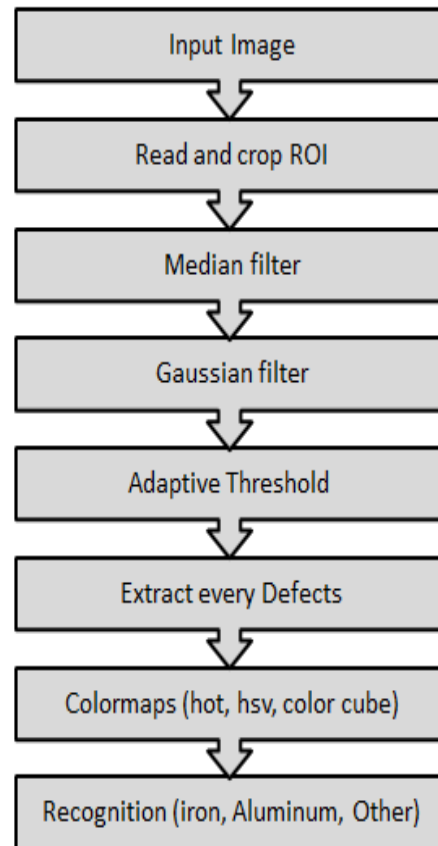 Input Image
Read and crop ROI
Median filter
Gaussian filter
Adaptive Threshold
Extract every Defects
Colormaps (hot, hsv, color cube)
Recognition (iron, Aluminum, Other)